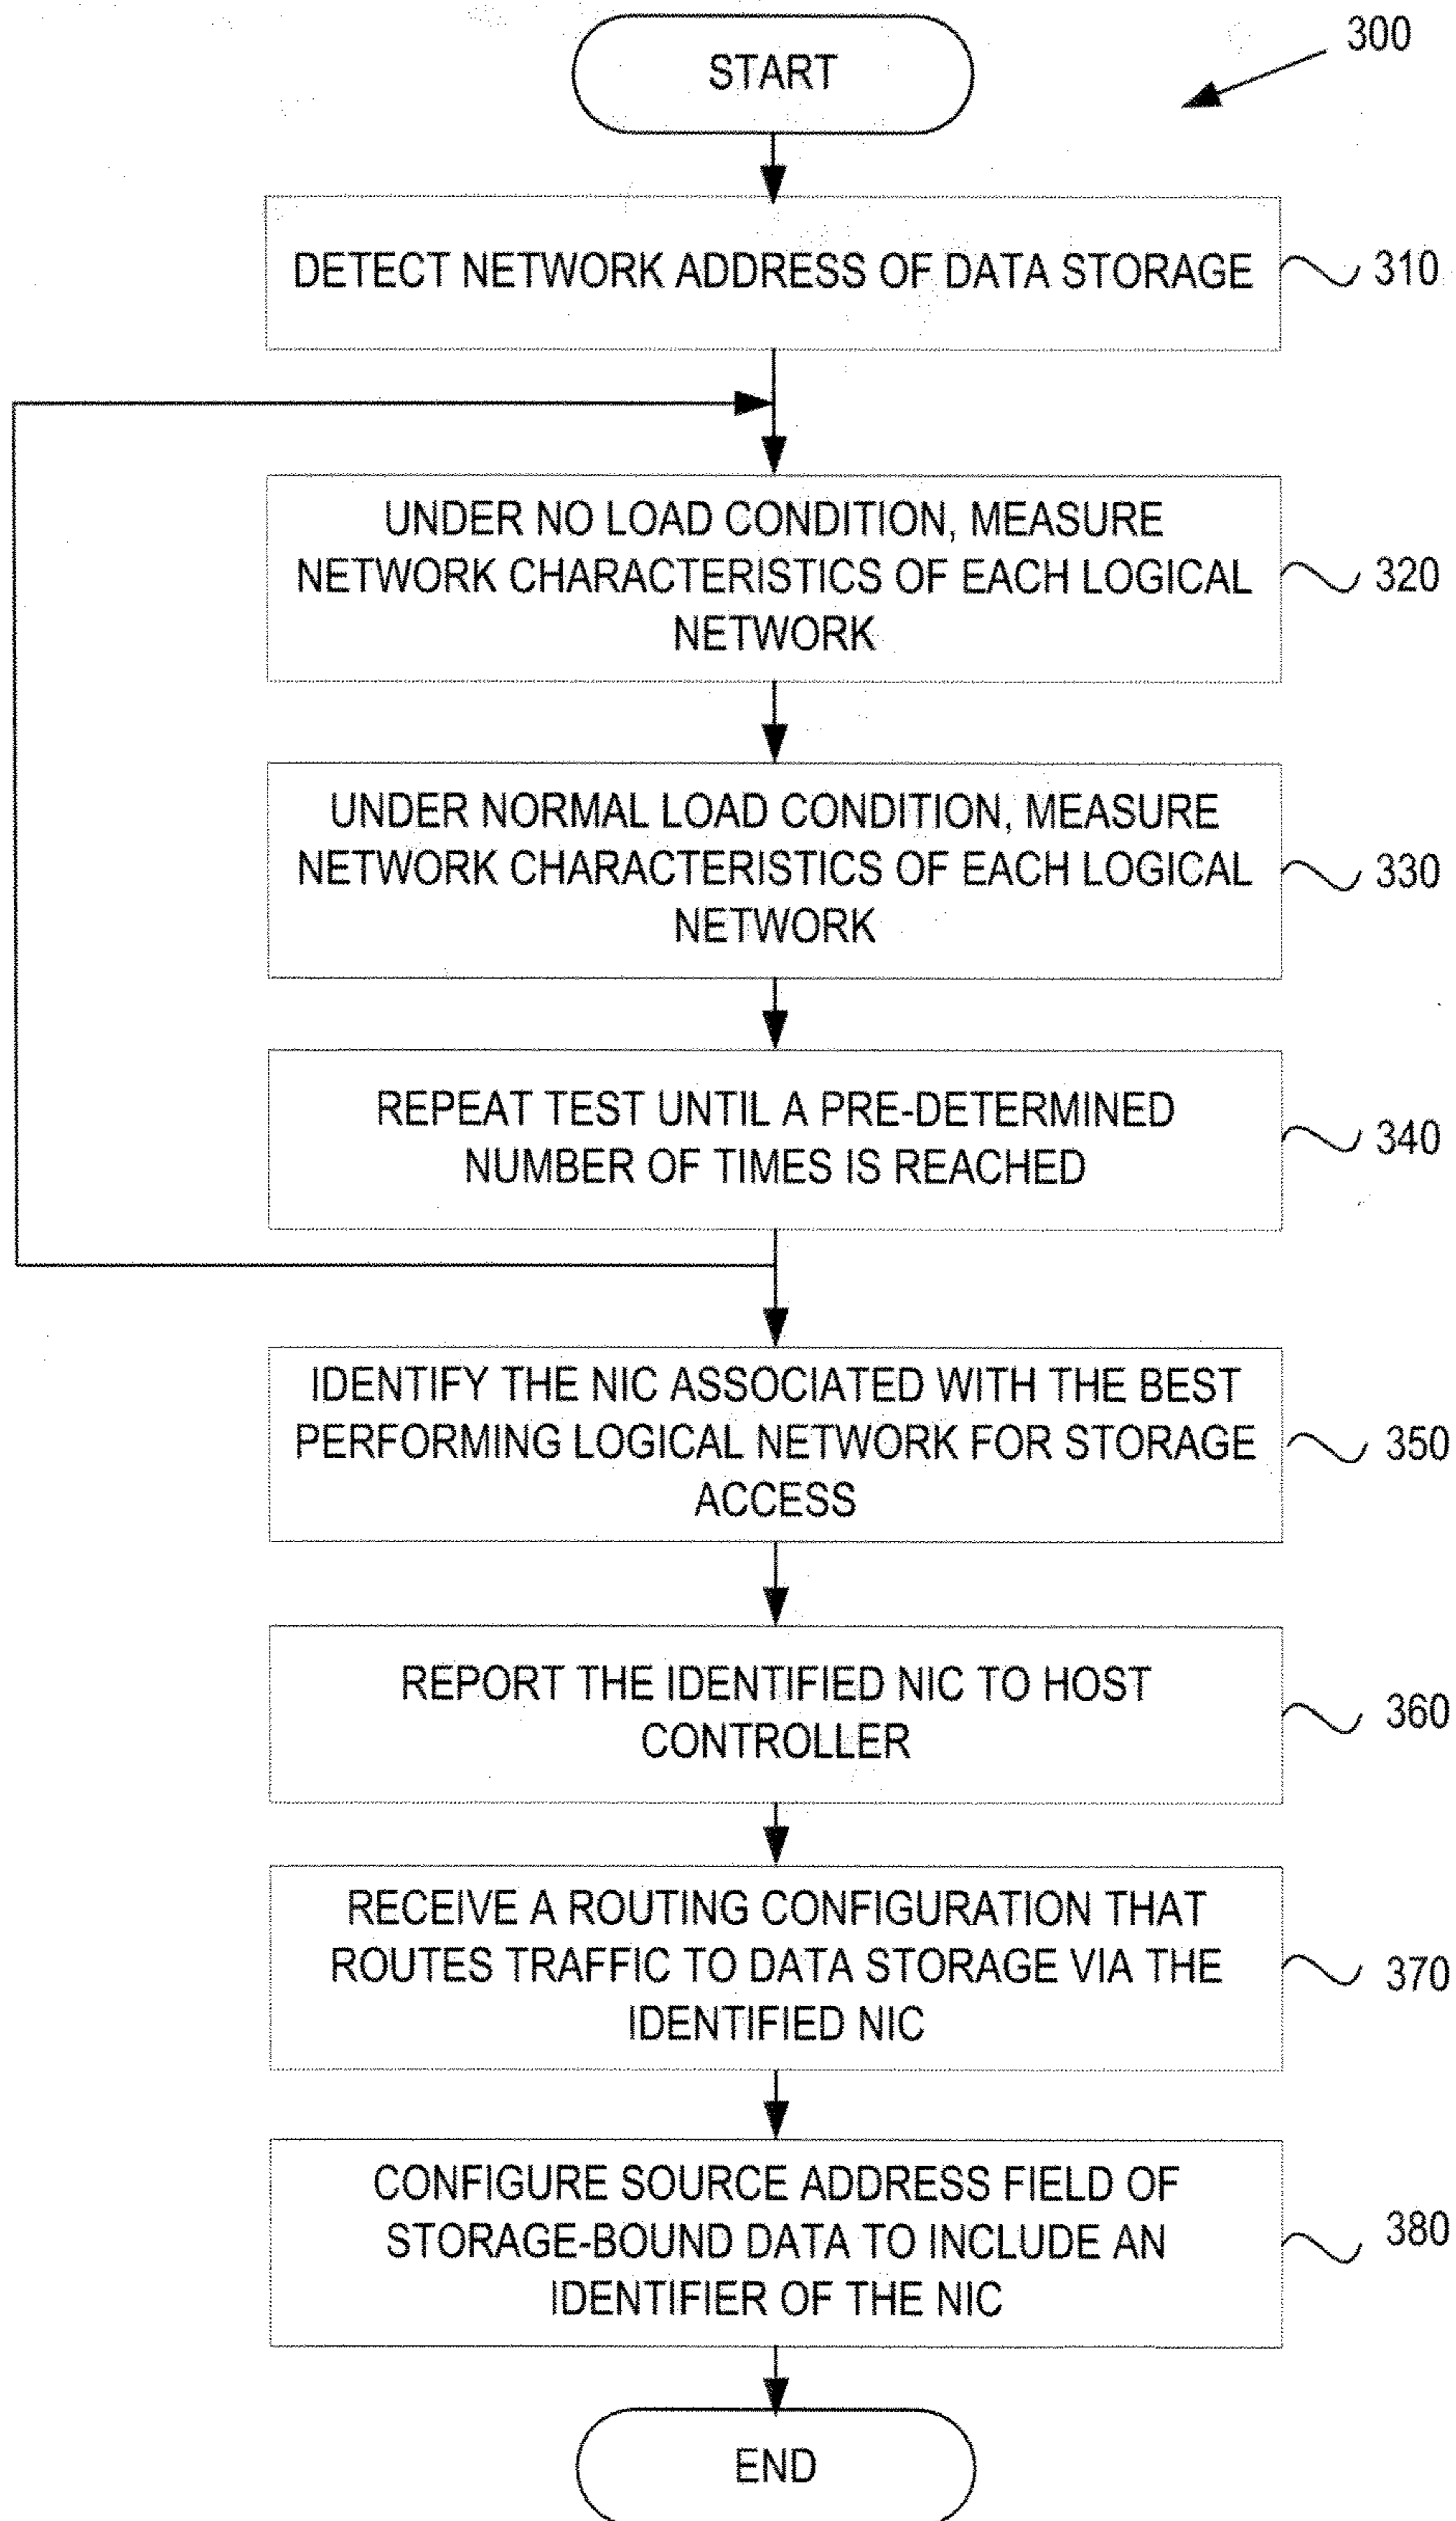 300
START
DETECT NETWORK ADDRESS OF DATA STORAGE
310
UNDER NO LOAD CONDITION, MEASURE
NETWORK CHARACTERISTICS OF EACH LOGICAL
NETWORK
320
UNDER NORMAL LOAD CONDITION, MEASURE
NETWORK CHARACTERISTICS OF EACH LOGICAL
NETWORK
330
REPEAT TEST UNTIL A PRE-DETERMINED
NUMBER OF TIMES IS REACHED
340
IDENTIFY THE NIC ASSOCIATED WITH THE BEST
PERFORMING LOGICAL NETWORK FOR STORAGE
ACCESS
350
REPORT THE IDENTIFIED NIC TO HOST
CONTROLLER
360
RECEIVE A ROUTING CONFIGURATION THAT
ROUTES TRAFFIC TO DATA STORAGE VIA THE
IDENTIFIED NIC
370
CONFIGURE SOURCE ADDRESS FIELD OF
STORAGE-BOUND DATA TO INCLUDE AN
IDENTIFIER OF THE NIC
380
END